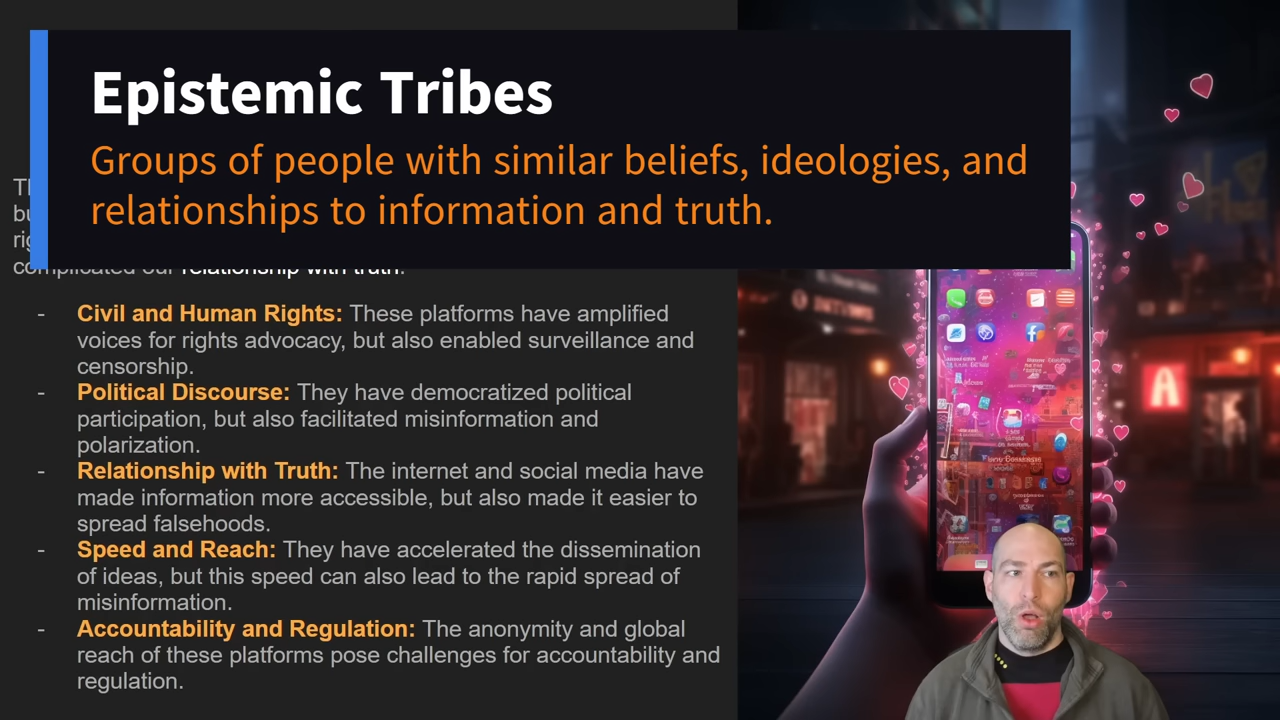 Epistemic Tribes
Groups of people with similar beliefs, ideologies, and
relationships to information and truth.
complicated our relationship with truth.
- Civil and Human Rights: These platforms have amplified
voices for rights advocacy, but also enabled surveillance and
censorship.
- Political Discourse: They have democratized political
participation, but also facilitated misinformation and
polarization.
- Relationship with Truth: The internet and social media have
made information more accessible, but also made it easier to
spread falsehoods.
- Speed and Reach: They have accelerated the dissemination
of ideas, but this speed can also lead to the rapid spread of
misinformation.
- Accountability and Regulation: The anonymity and global
reach of these platforms pose challenges for accountability and
regulation.
A